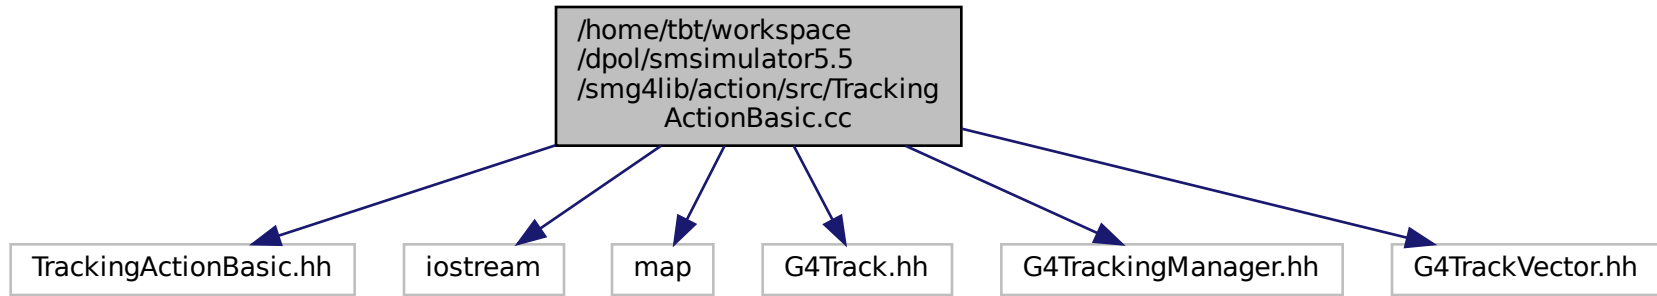 /home/tbt/workspace
/dpol/smsimulator5.5
/smg4lib/action/src/Tracking
ActionBasic.cc
TrackingActionBasic.hh
iostream
map
G4Track.hh
G4TrackingManager.hh
G4TrackVector.hh